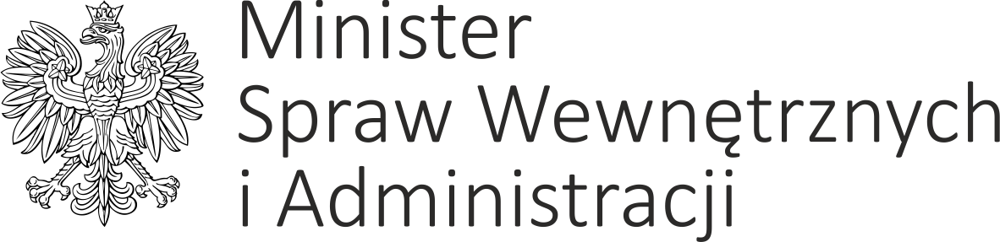 Minister
Spraw Wewnętrznych
i Administracji